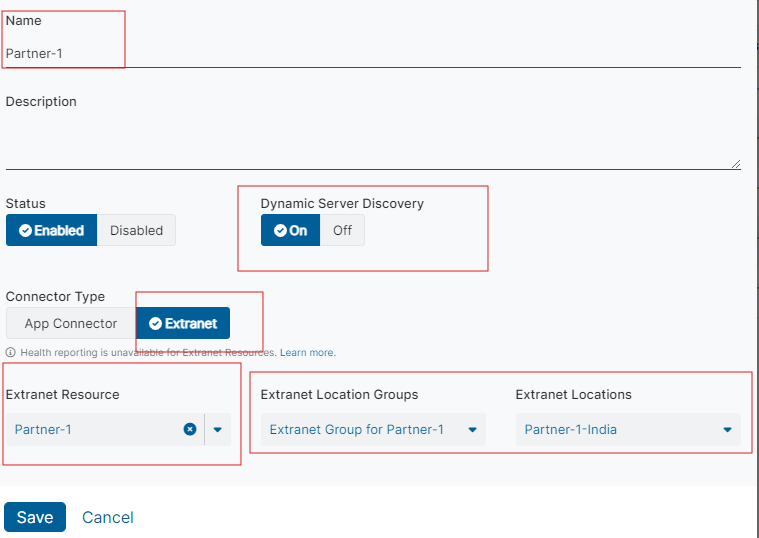 Name
Partner-1
Description
Status
Dynamic Server Discovery
Enabled Disabled
On Off
Connector Type
App Connector Extranet
Health reporting is unavailable for Extranet Resources. Learn more.
Extranet Resource
Extranet Location Groups
Extranet Locations
Partner-1
Extranet Group for Partner-1
Partner-1-India
Save Cancel